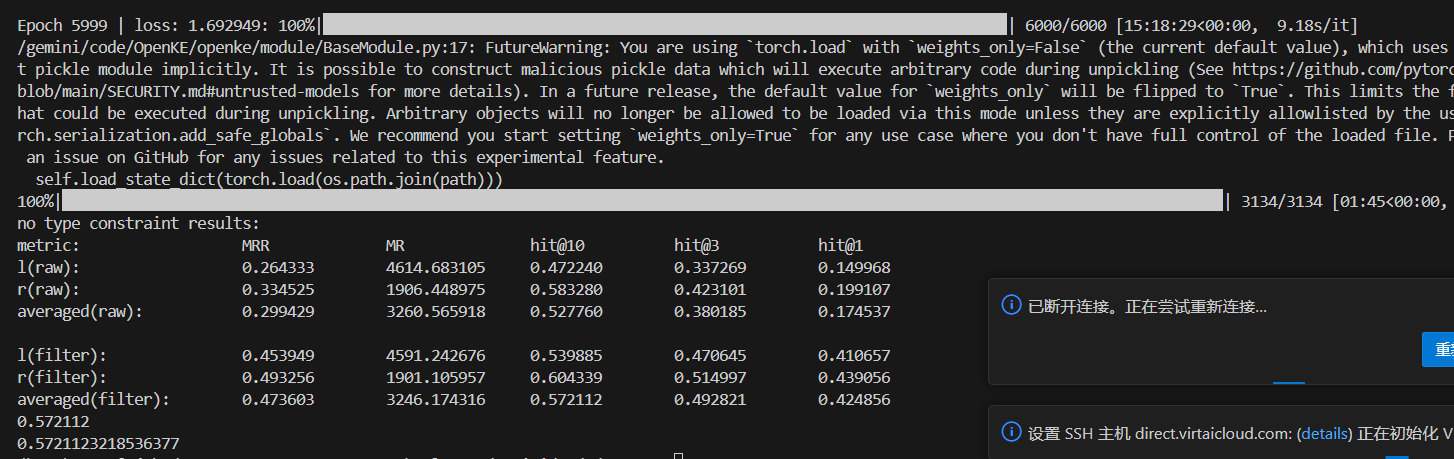 Epoch 5999 | loss: 1.692949: 100%| | 6000/6000 [15:18:29<00:00, 9.18s/it]
/gemini/code/OpenKE/openke/module/BaseModule.py:17: FutureWarning: You are using `torch.load` with `weights_only=False` (the current default value), which uses
t pickle module implicitly. It is possible to construct malicious pickle data which will execute arbitrary code during unpickling (See https://github.com/pytorc
blob/main/SECURITY.md#untrusted-models for more details). In a future release, the default value for `weights_only` will be flipped to `True`. This limits the f
hat could be executed during unpickling. Arbitrary objects will no longer be allowed to be loaded via this mode unless they are explicitly allowlisted by the us
rch.serialization.add_safe_globals`. We recommend you start setting `weights_only=True` for any use case where you don't have full control of the loaded file. P
an issue on GitHub for any issues related to this experimental feature.
self.load_state_dict(torch.load(os.path.join(path)))
100%| | 3134/3134 [01:45<00:00,
no type constraint results:
metric: MRR MR hit@10 hit@3 hit@1
l(raw): 0.264333 4614.683105 0.472240 0.337269 0.149968
r(raw): 0.334525 1906.448975 0.583280 0.423101 0.199107
averaged(raw): 0.299429 3260.565918 0.527760 0.380185 0.174537
l(filter): 0.453949 4591.242676 0.539885 0.470645 0.410657
r(filter): 0.493256 1901.105957 0.604339 0.514997 0.439056
averaged(filter): 0.473603 3246.174316 0.572112 0.492821 0.424856
0.572112
0.5721123218536377
已断开连接。正在尝试重新连接...
重
设置 SSH 主机 direct.virtaicloud.com: (details) 正在初始化 V